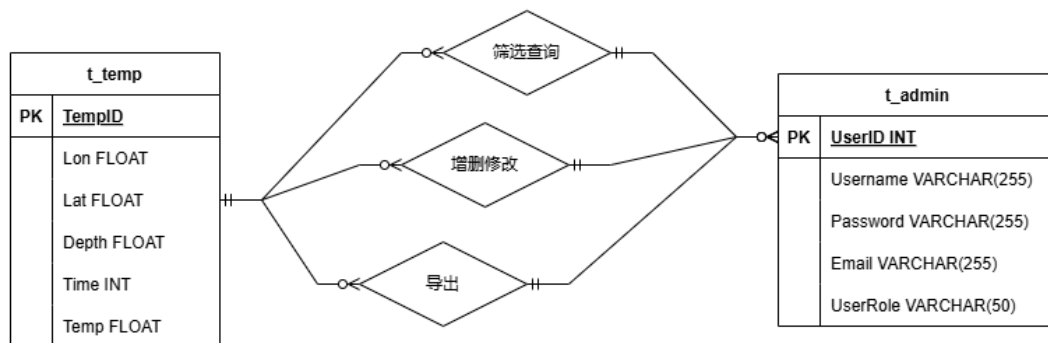 t_temp
PK TempID
Lon FLOAT
Lat FLOAT
Depth FLOAT
Time INT
Temp FLOAT
筛选查询
增删修改
导出
t_admin
PK UserID INT
Username VARCHAR(255)
Password VARCHAR(255)
Email VARCHAR(255)
UserRole VARCHAR(50)